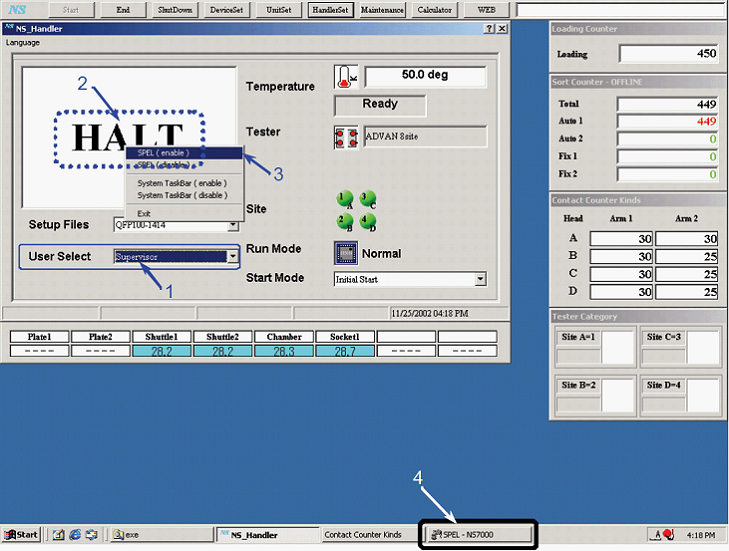 NS Start End ShutDown DeviceSet UnitSet HandlerSet Maintenance Calculator WEB
NS NS_Handler
Language
2
HALT
SPEL ( enable )
SPEL ( disable )
System TaskBar ( enable )
System TaskBar ( disable )
Exit
3
Temperature
50.0 deg
Ready
Tester
ADVAN 8site
Site
1 A 3 C
2 B 4 D
Setup Files QFP100-1414
User Select Supervisor
1
Run Mode Normal
Start Mode Initial Start
11/25/2002 04:18 PM
Plate1 Plate2 Shuttle1 Shuttle2 Chamber Socket1
---- ---- 28.2 28.2 28.3 28.7 ---- ----
Loading Counter
Loading 450
Sort Counter - OFFLINE
Total 449
Auto 1 449
Auto 2 0
Fix 1 0
Fix 2 0
Contact Counter Kinds
Head Arm 1 Arm 2
A 30 30
B 30 25
C 30 25
D 30 25
Tester Category
Site A=1 Site C=3
Site B=2 Site D=4
4
Start exe NS NS_Handler Contact Counter Kinds SPEL - NS7000 A 4:18 PM